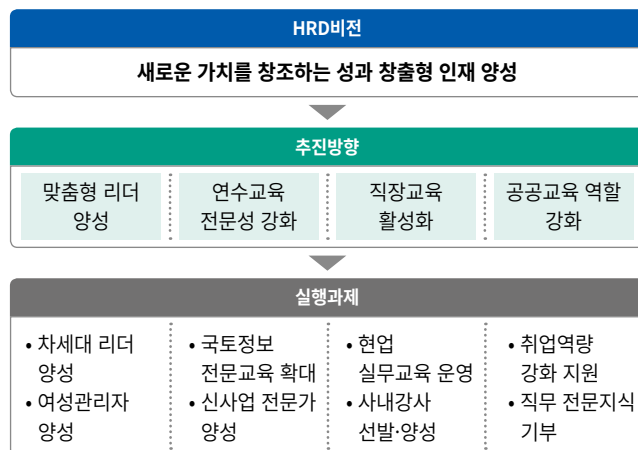 HRD비전
새로운 가치를 창조하는 성과 창출형 인재 양성
추진방향
맞춤형 리더
양성
연수교육
전문성 강화
직장교육
활성화
공공교육 역할
강화
실행과제
• 차세대 리더
양성
• 여성관리자
양성
• 국토정보
전문교육 확대
• 신사업 전문가
양성
• 현업
실무교육 운영
• 사내강사
선발·양성
• 취업역량
강화 지원
• 직무 전문지식
기부